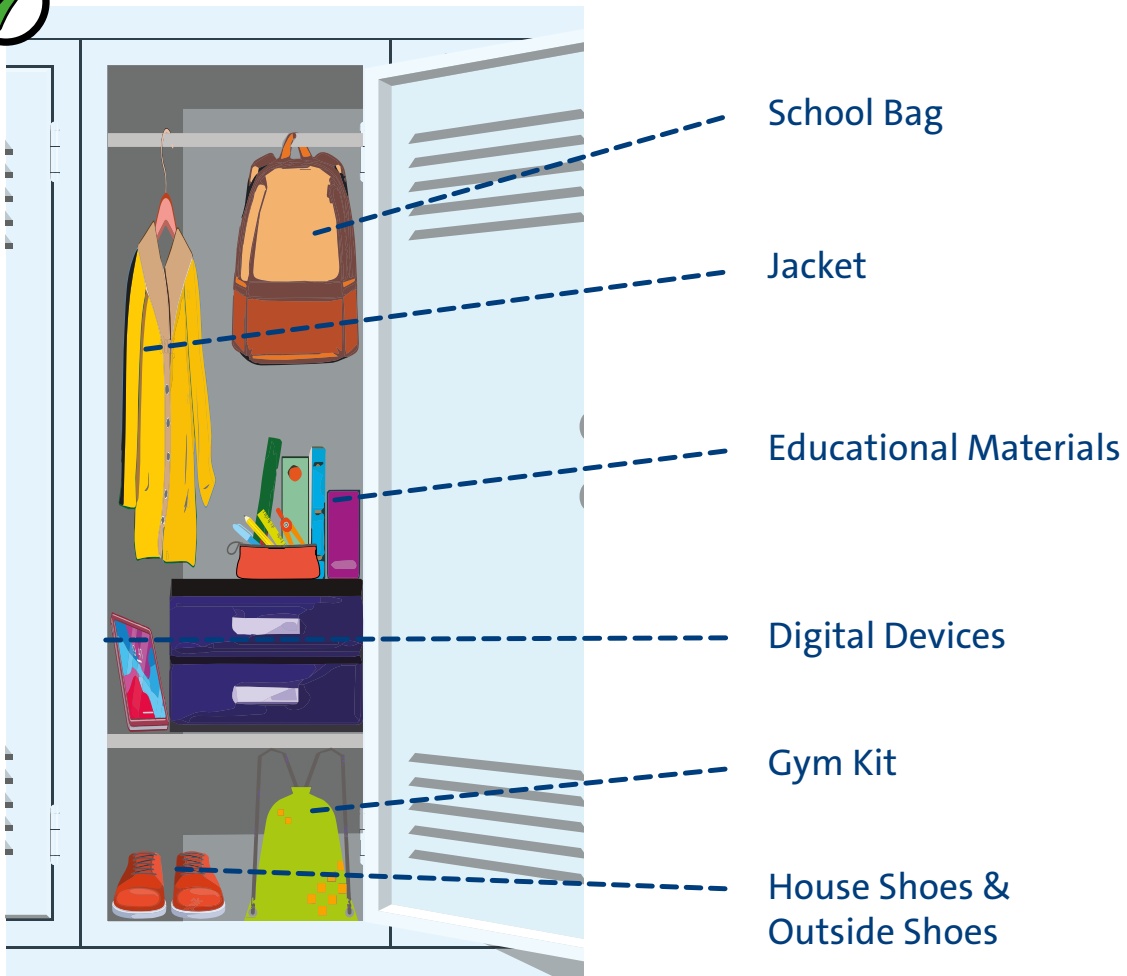 School Bag
Jacket
Educational Materials
Digital Devices
Gym Kit
House Shoes &
Outside Shoes